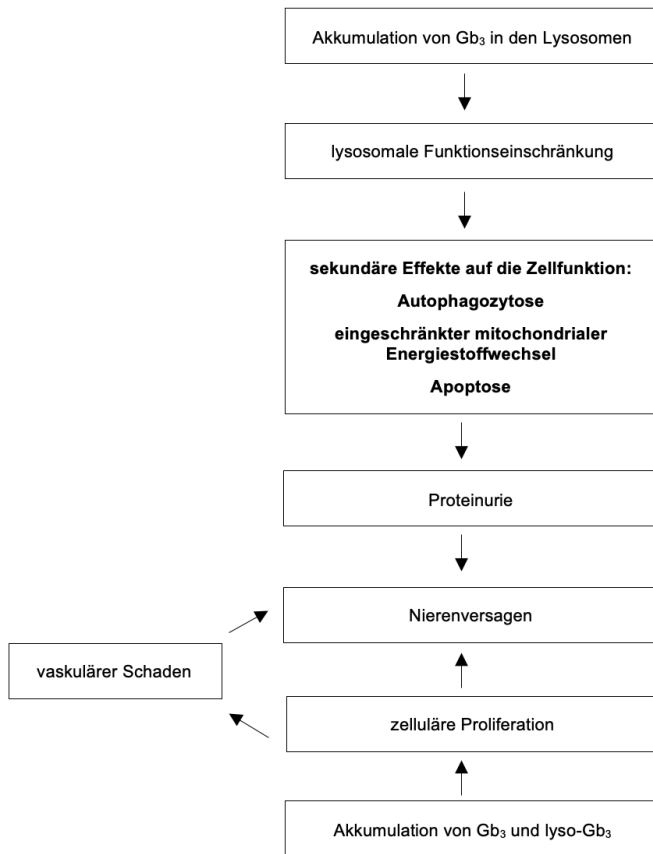 Akkumulation von Gb₃ in den Lysosomen
lysosomale Funktionseinschränkung
sekundäre Effekte auf die Zellfunktion:
Autophagozytose
eingeschränkter mitochondrialer
Energiestoffwechsel
Apoptose
Proteinurie
Nierenversagen
vaskulärer Schaden
zelluläre Proliferation
Akkumulation von Gb₃ und lyso-Gb₃